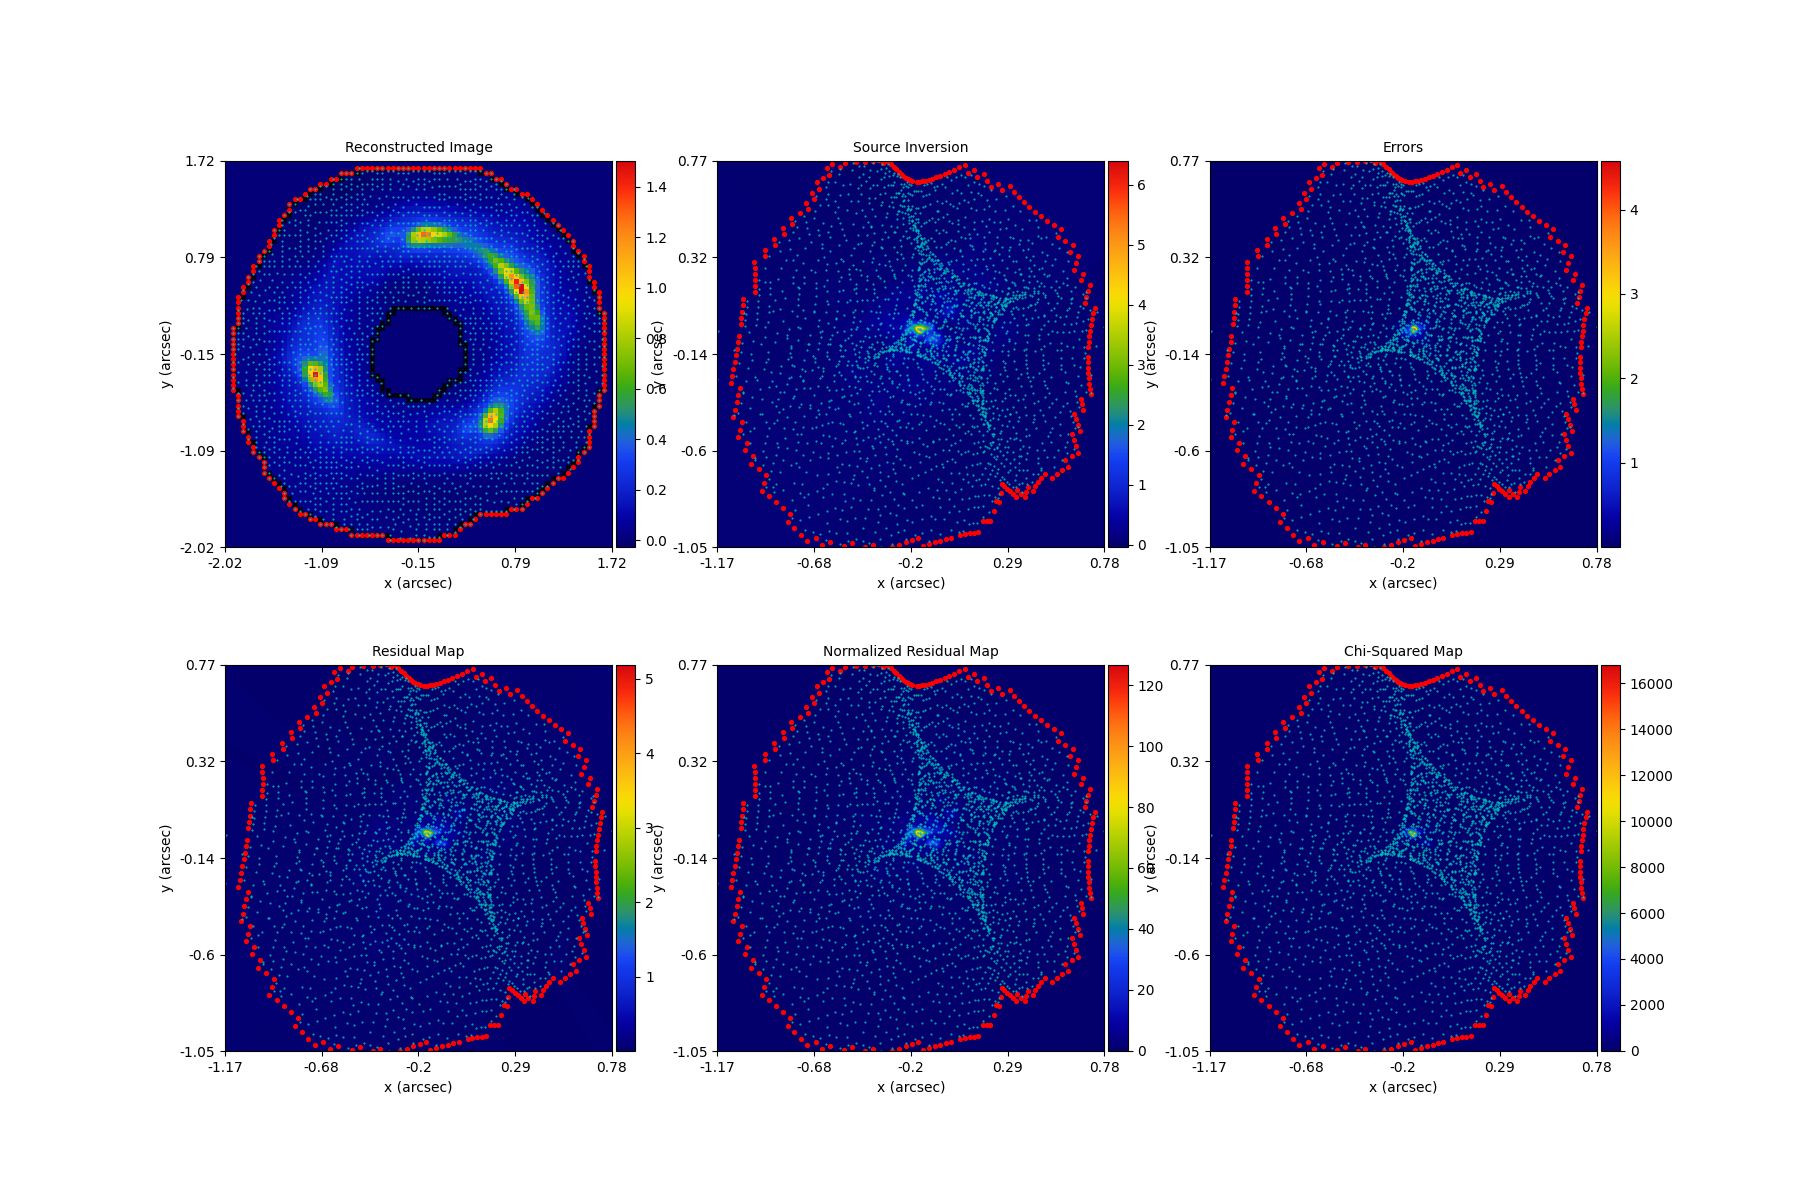 Reconstructed Image
1.72
0.79
-0.15
-1.09
-2.02
y (arcsec)
-2.02 -1.09 -0.15 0.79 1.72
x (arcsec)
1.4
1.2
1.0
0.8
0.6
0.4
0.2
0.0
Source Inversion
0.77
0.32
-0.14
-0.6
-1.05
y (arcsec)
-1.17 -0.68 -0.2 0.29 0.78
x (arcsec)
6
5
4
3
2
1
0
Errors
0.77
0.32
-0.14
-0.6
-1.05
y (arcsec)
-1.17 -0.68 -0.2 0.29 0.78
x (arcsec)
4
3
2
1
Residual Map
0.77
0.32
-0.14
-0.6
-1.05
y (arcsec)
-1.17 -0.68 -0.2 0.29 0.78
x (arcsec)
5
4
3
2
1
Normalized Residual Map
0.77
0.32
-0.14
-0.6
-1.05
y (arcsec)
-1.17 -0.68 -0.2 0.29 0.78
x (arcsec)
120
100
80
60
40
20
0
Chi-Squared Map
0.77
0.32
-0.14
-0.6
-1.05
y (arcsec)
-1.17 -0.68 -0.2 0.29 0.78
x (arcsec)
16000
14000
12000
10000
8000
6000
4000
2000
0